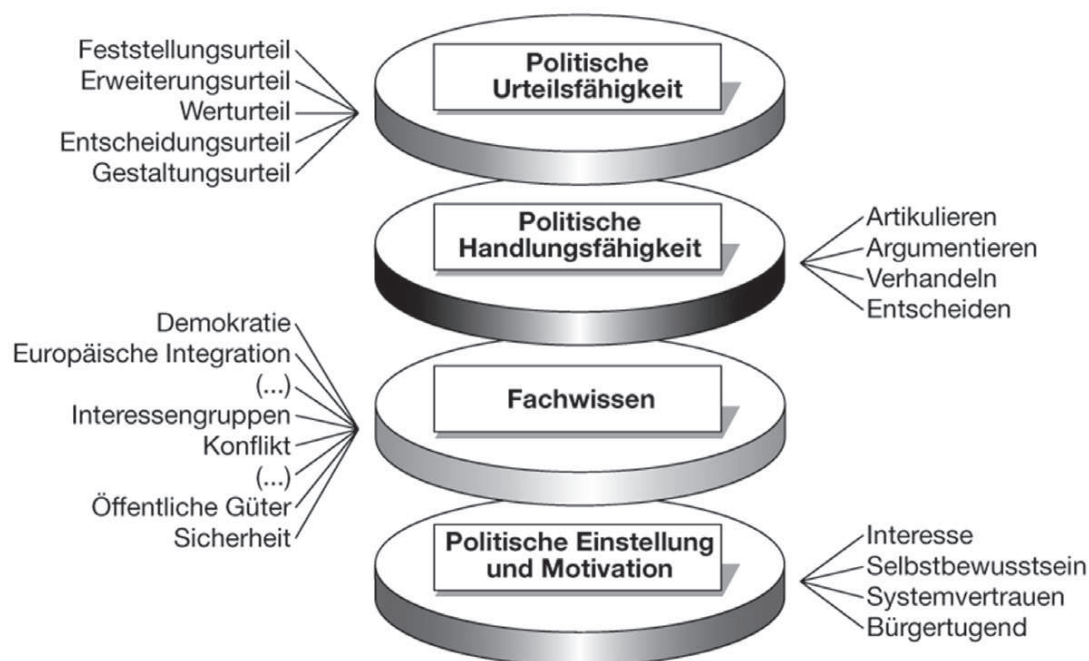 Feststellungsurteil
Erweiterungsurteil
Werturteil
Entscheidungsurteil
Gestaltungsurteil
Politische
Urteilsfähigkeit
Politische
Handlungsfähigkeit
Artikulieren
Argumentieren
Verhandeln
Entscheiden
Demokratie
Europäische Integration
(...)
Interessengruppen
Konflikt
(...)
Öffentliche Güter
Sicherheit
Fachwissen
Politische Einstellung
und Motivation
Interesse
Selbstbewusstsein
Systemvertrauen
Bürgertugend